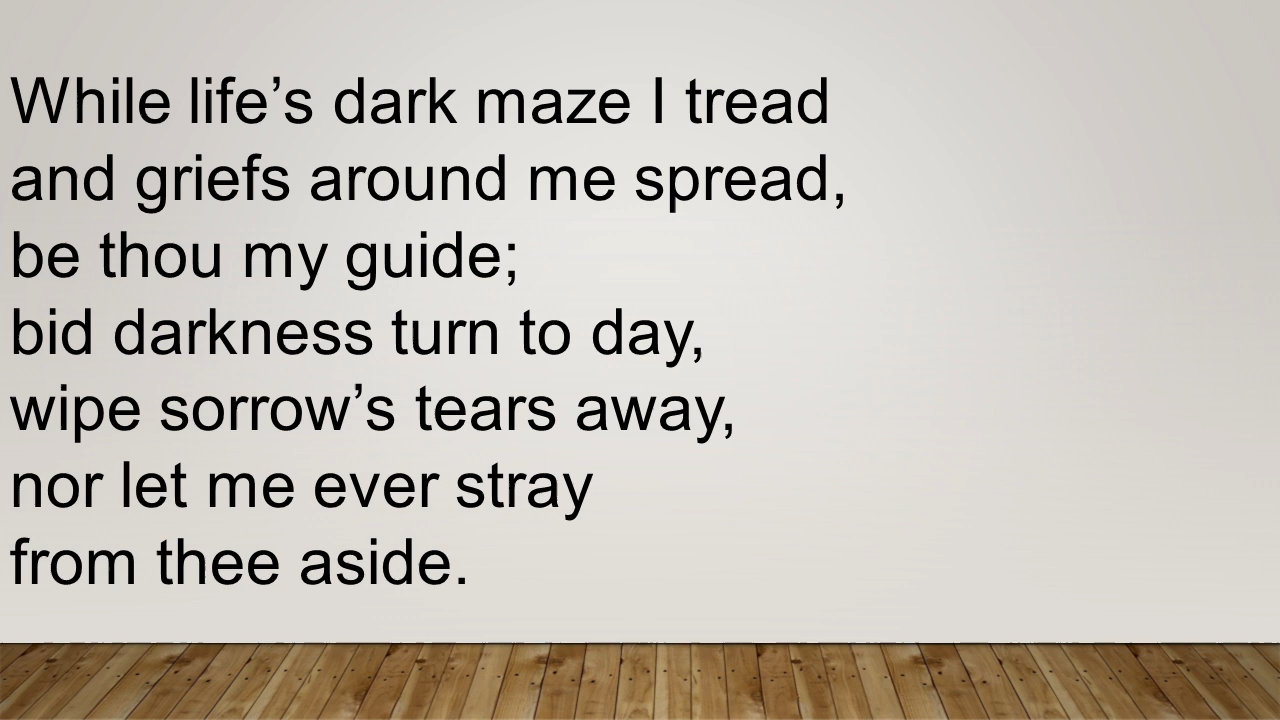 While life’s dark maze I tread
and griefs around me spread,
be thou my guide;
bid darkness turn to day,
wipe sorrow’s tears away,
nor let me ever stray
from thee aside.